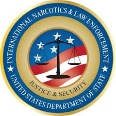 INTERNATIONAL NARCOTICS & LAW ENFORCEMENT
JUSTICE & SECURITY
UNITED STATES DEPARTMENT OF STATE